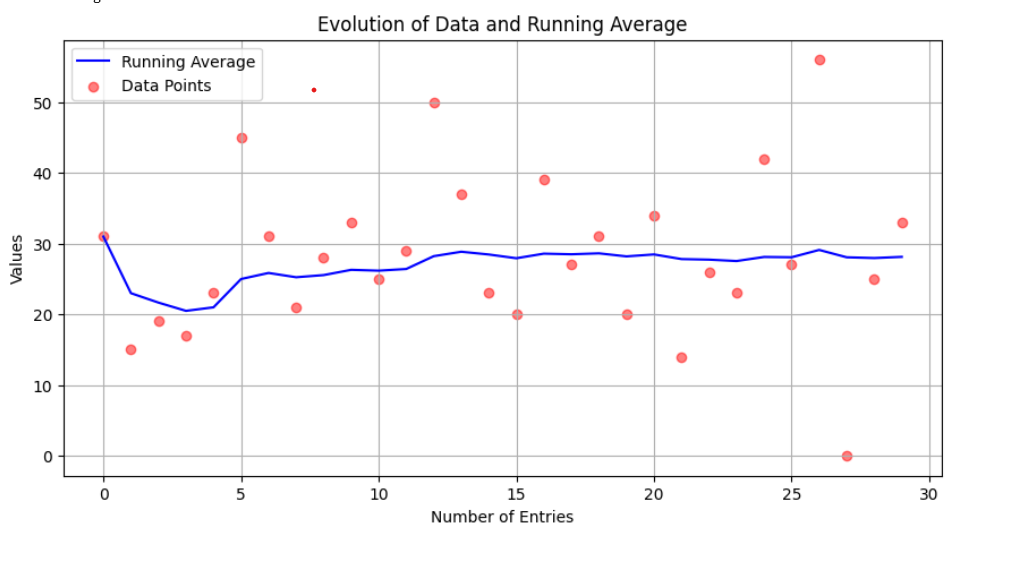 Evolution of Data and Running Average
Running Average
Data Points
Values
50
40
30
20
10
0
0 5 10 15 20 25 30
Number of Entries